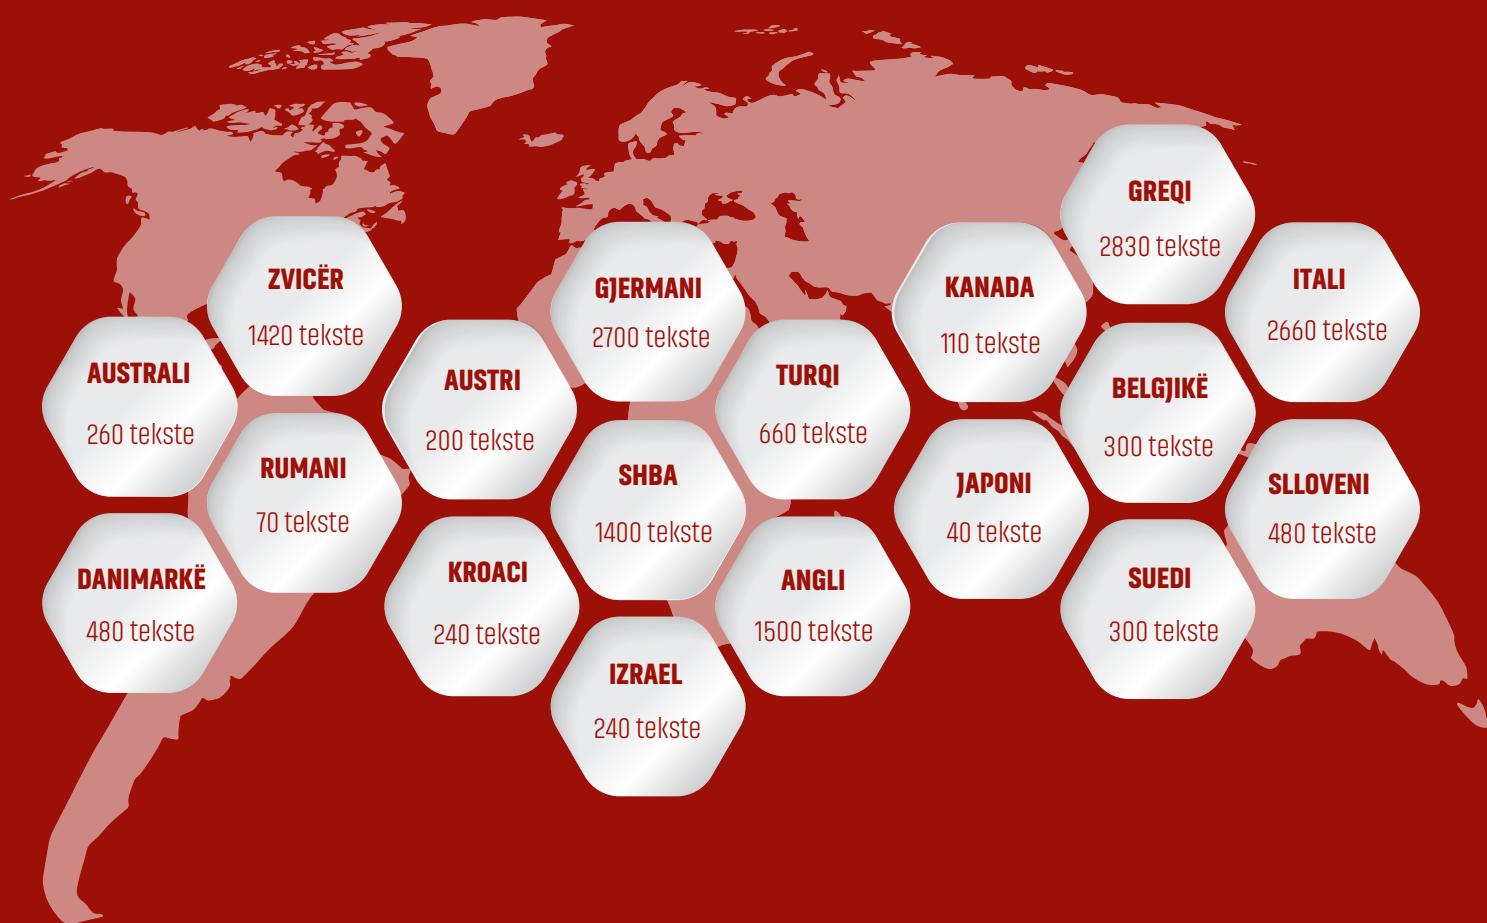 GREQI
2830 tekste
ZVICËR
1420 tekste
GJERMANI
2700 tekste
KANADA
110 tekste
ITALI
2660 tekste
AUSTRALI
260 tekste
AUSTRI
200 tekste
TURQI
660 tekste
BELGJIKË
300 tekste
RUMANI
70 tekste
SHBA
1400 tekste
JAPONI
40 tekste
SLLOVENI
480 tekste
DANIMARKË
480 tekste
KROACI
240 tekste
ANGLI
1500 tekste
SUEDI
300 tekste
IZRAEL
240 tekste